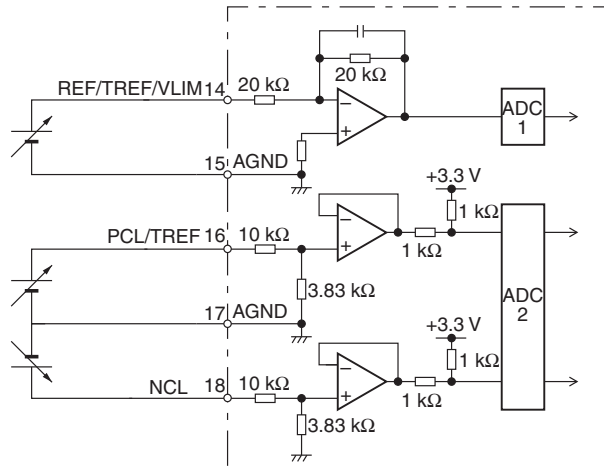 REF/TREF/VLIM 14
20 kΩ
20 kΩ
−
+
ADC
1
15 AGND
+3.3 V
PCL/TREF 16
10 kΩ
−
+
1 kΩ
1 kΩ
3.83 kΩ
ADC
2
17 AGND
+3.3 V
NCL 18
10 kΩ
−
+
1 kΩ
1 kΩ
3.83 kΩ